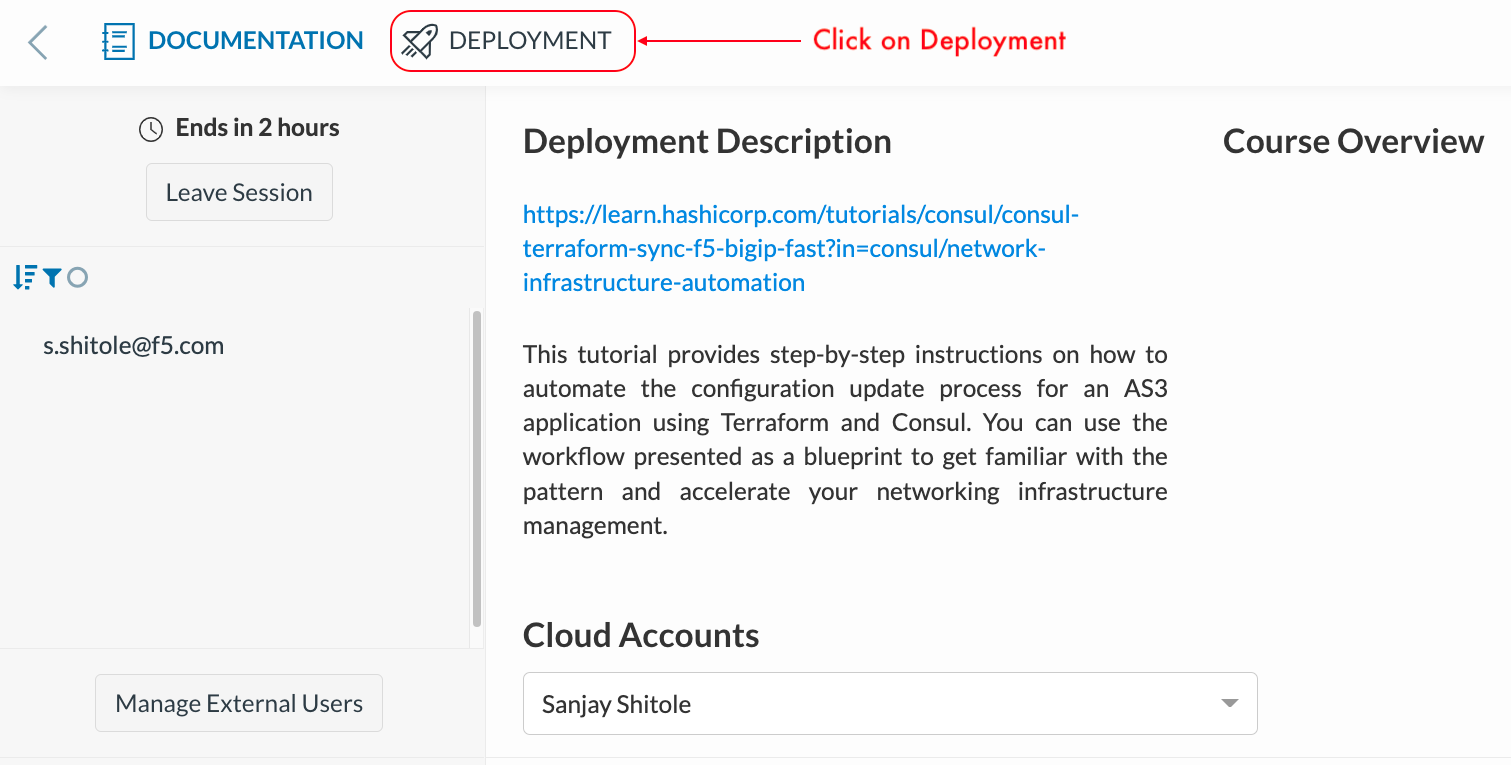 DOCUMENTATION DEPLOYMENT Click on Deployment
Ends in 2 hours
Leave Session
s.shitole@f5.com
Manage External Users
Deployment Description
https://learn.hashicorp.com/tutorials/consul/consul-
terraform-sync-f5-bigip-fast?in=consul/network-
infrastructure-automation
This tutorial provides step-by-step instructions on how to
automate the configuration update process for an AS3
application using Terraform and Consul. You can use the
workflow presented as a blueprint to get familiar with the
pattern and accelerate your networking infrastructure
management.
Cloud Accounts
Sanjay Shitole
Course Overview